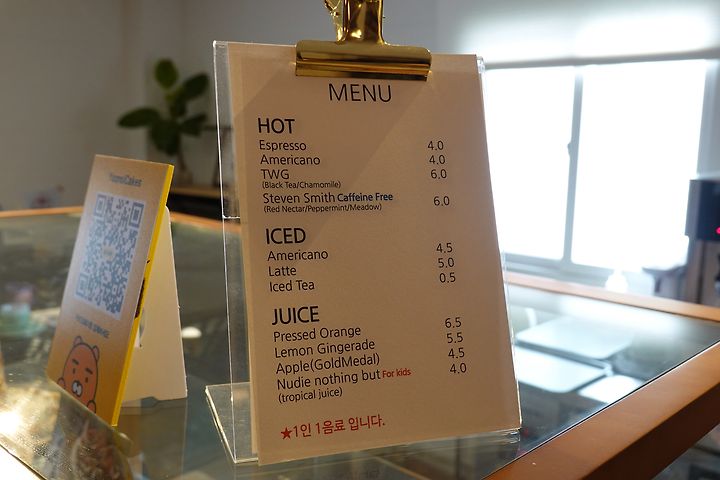 MENU
HOT
Espresso 4.0
Americano 4.0
TWG 6.0
(Black Tea/Chamomile)
Steven Smith Caffeine Free 6.0
(Red Nectar/Peppermint/Meadow)
ICED
Americano 4.5
Latte 5.0
Iced Tea 0.5
JUICE
Pressed Orange 6.5
Lemon Gingerade 5.5
Apple(GoldMedal) 4.5
Nudie nothing but For kids 4.0
(tropical juice)
★1인 1음료 입니다.